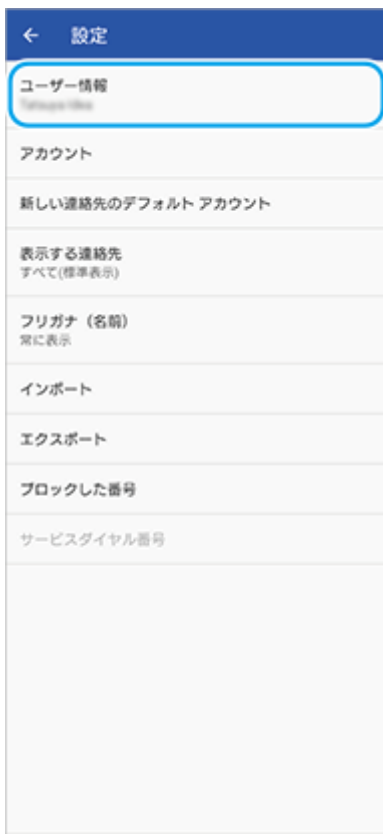 設定
ユーザー情報
アカウント
新しい連絡先のデフォルト アカウント
表示する連絡先
すべて(標準表示)
フリガナ（名前）
常に表示
インポート
エクスポート
ブロックした番号
サービスダイヤル番号